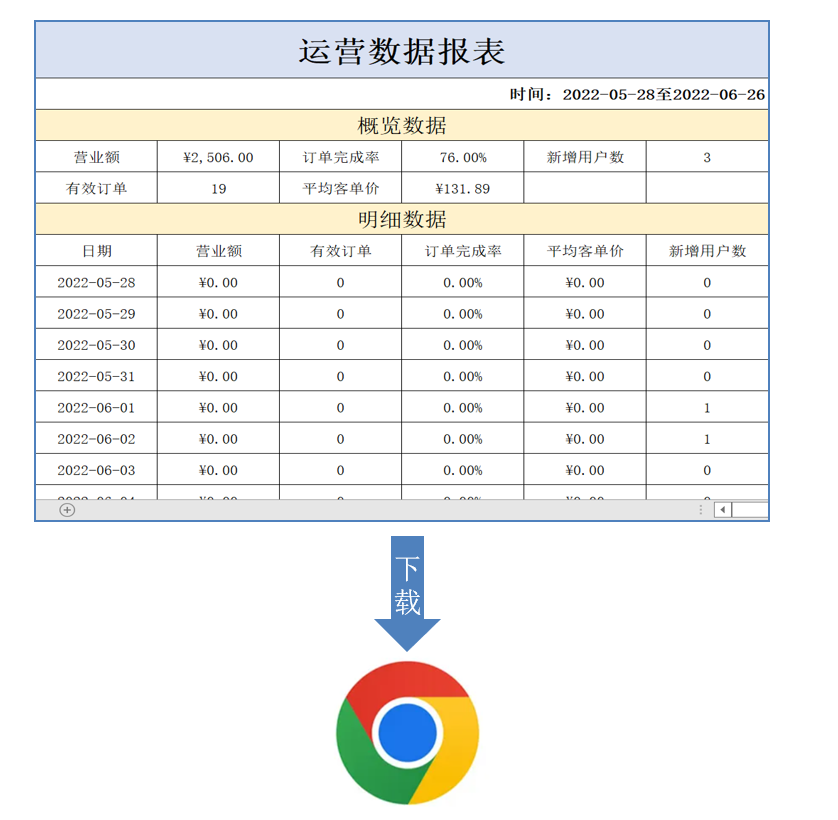 运营数据报表
时间：2022-05-28至2022-06-26
概览数据
营业额 ¥2,506.00 订单完成率 76.00% 新增用户数 3
有效订单 19 平均客单价 ¥131.89
明细数据
日期 营业额 有效订单 订单完成率 平均客单价 新增用户数
2022-05-28 ¥0.00 0 0.00% ¥0.00 0
2022-05-29 ¥0.00 0 0.00% ¥0.00 0
2022-05-30 ¥0.00 0 0.00% ¥0.00 0
2022-05-31 ¥0.00 0 0.00% ¥0.00 0
2022-06-01 ¥0.00 0 0.00% ¥0.00 1
2022-06-02 ¥0.00 0 0.00% ¥0.00 1
2022-06-03 ¥0.00 0 0.00% ¥0.00 0
下
载